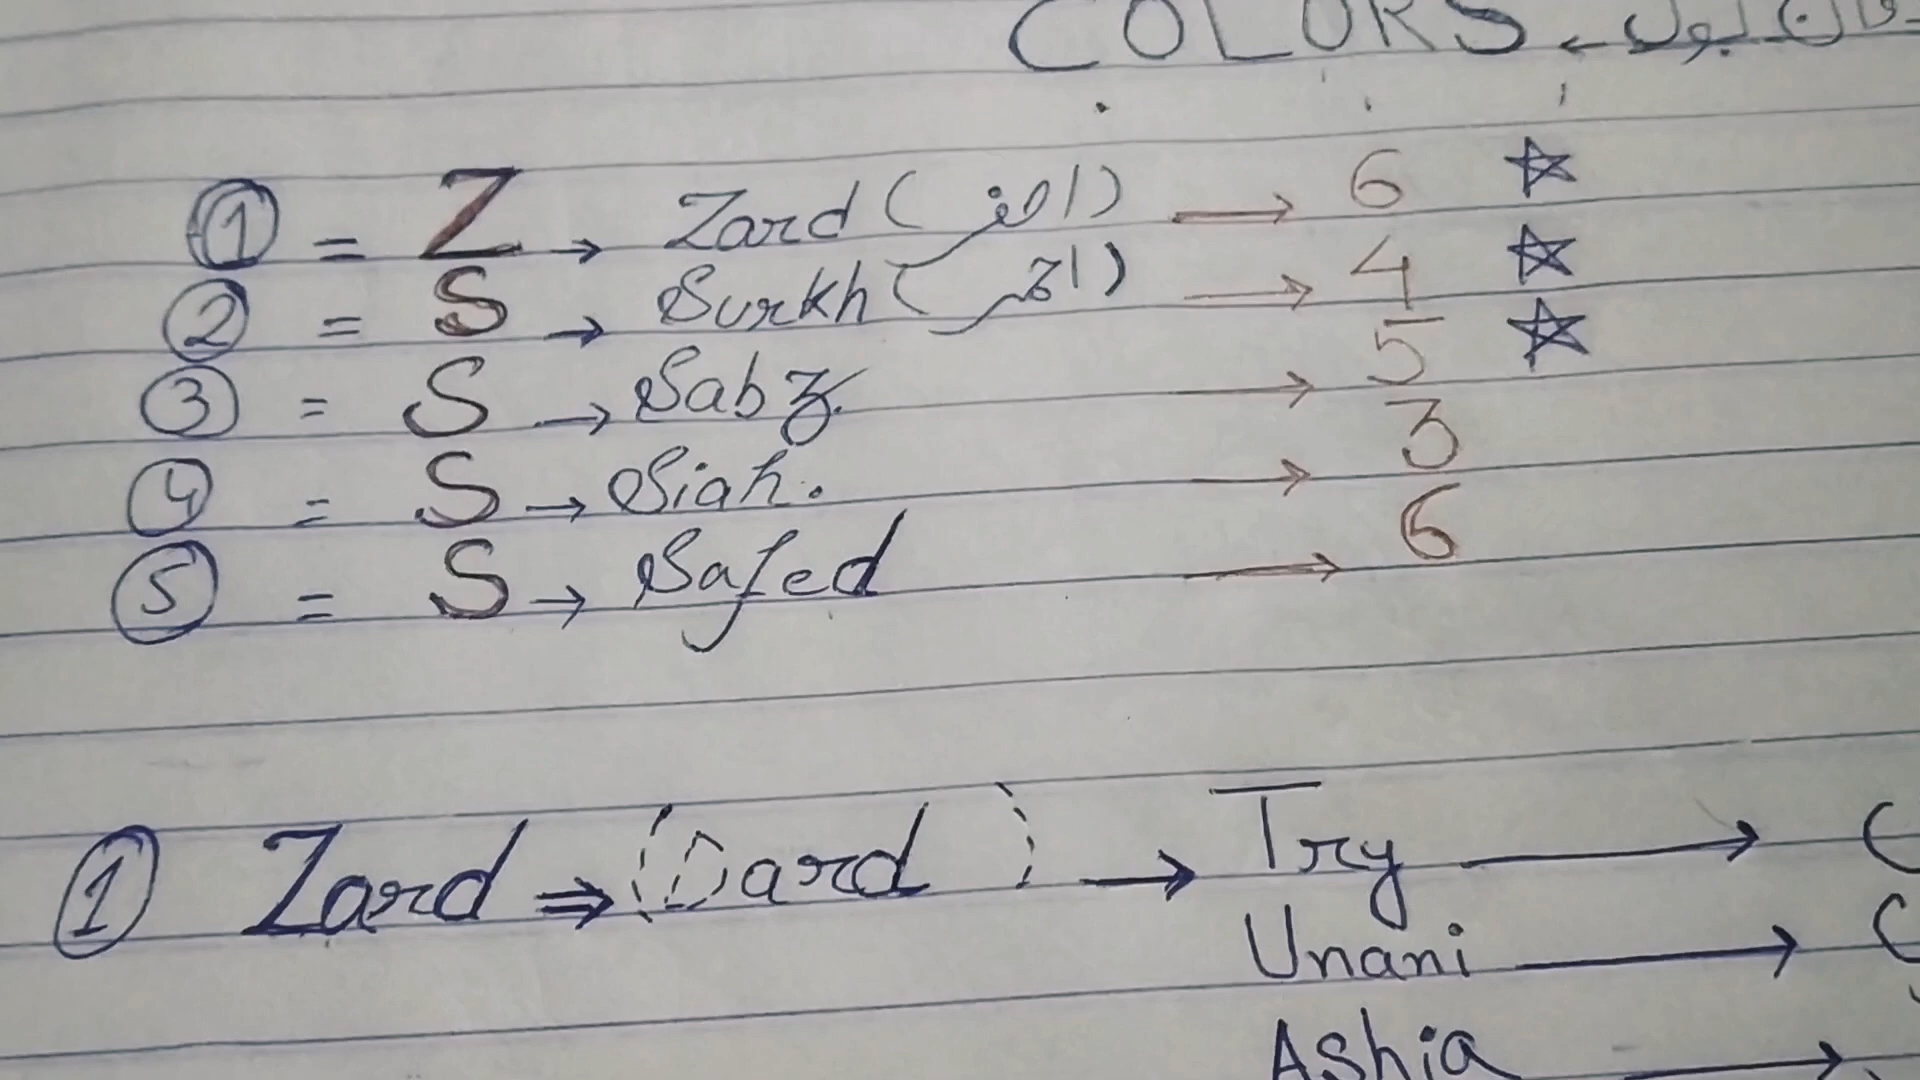 COLORS
① = Z → Zard ( ) → 6 ☆
② = S → Surkh (احمر) → 4 ☆
③ = S → Sabz. → 5 ☆
④ = S → Siah. → 3
⑤ = S → Safed → 6
① Zard ⇒ (Dard) → Try →
Unani →
Ashia →